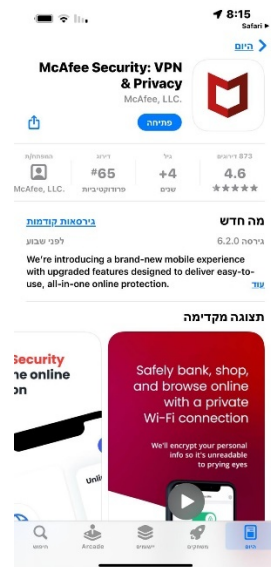 8:15
Safari
היום
McAfee Security: VPN
& Privacy
McAfee, LLC.
פתיחה
873 דירוגים
4.6
גיל
+4
שנים
דירוג
#65
פרודוקטיביות
McAfee, LLC.
מה חדש
גירסאות קודמות
גירסה 6.2.0
לפני שבוע
We're introducing a brand-new mobile experience
with upgraded features designed to deliver easy-to-
use, all-in-one online protection.
עוד
תצוגה מקדימה
Security
ne online
on
Unli
Safely bank, shop,
and browse online
with a private
Wi-Fi connection
We'll encrypt your personal
info so it's unreadable
to prying eyes
היום
משחקים
יישומים
Arcade
חיפוש